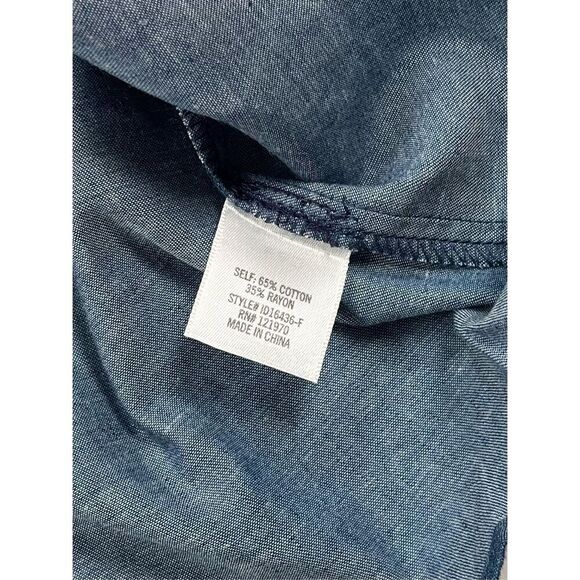 SELF: 65% COTTON
35% RAYON
STYLE# ID16436-F
RN# 121970
MADE IN CHINA